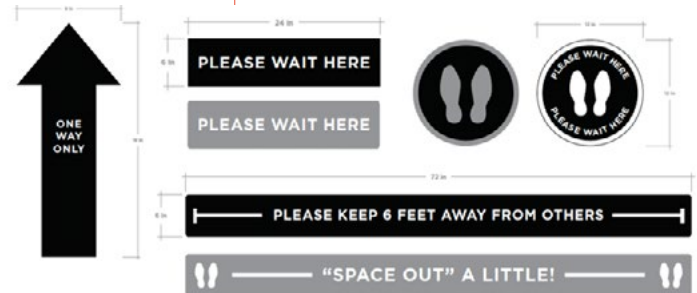 24 in
ONE
WAY
ONLY
6 in
PLEASE WAIT HERE
PLEASE WAIT HERE
PLEASE WAIT HERE
PLEASE WAIT HERE
72 in
6 in
PLEASE KEEP 6 FEET AWAY FROM OTHERS
“SPACE OUT” A LITTLE!